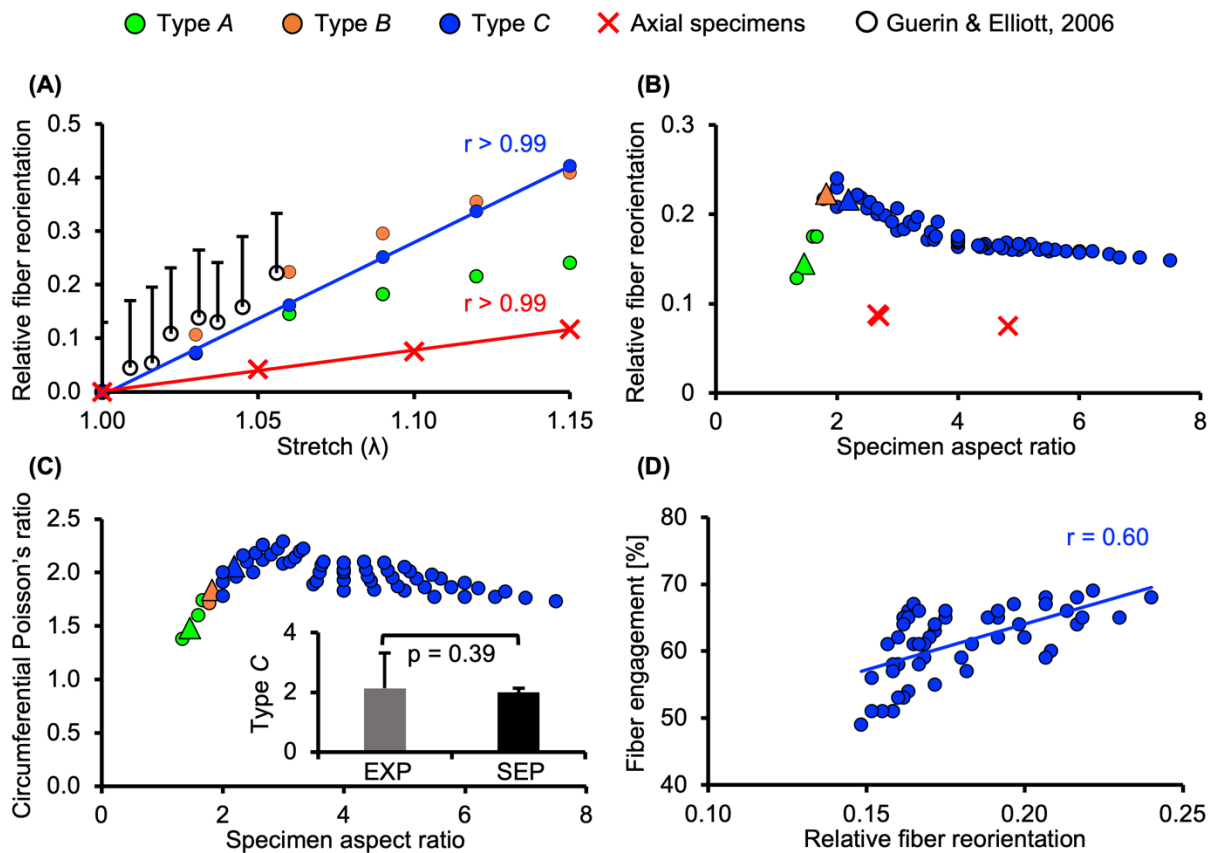 Type A Type B Type C Axial specimens Guerin & Elliott, 2006
(A)
Relative fiber reorientation
0.5
0.4
0.3
0.2
0.1
0.0
r > 0.99
r > 0.99
1.00 1.05 1.10 1.15
Stretch (λ)
(B)
Relative fiber reorientation
0.3
0.2
0.1
0
0 2 4 6 8
Specimen aspect ratio
(C)
Circumferential Poisson's ratio
2.5
2.0
1.5
1.0
0.5
0.0
0 2 4 6 8
Specimen aspect ratio
Type C
4
2
0
p = 0.39
EXP SEP
(D)
Fiber engagement [%]
80
70
60
50
40
r = 0.60
0.10 0.15 0.20 0.25
Relative fiber reorientation